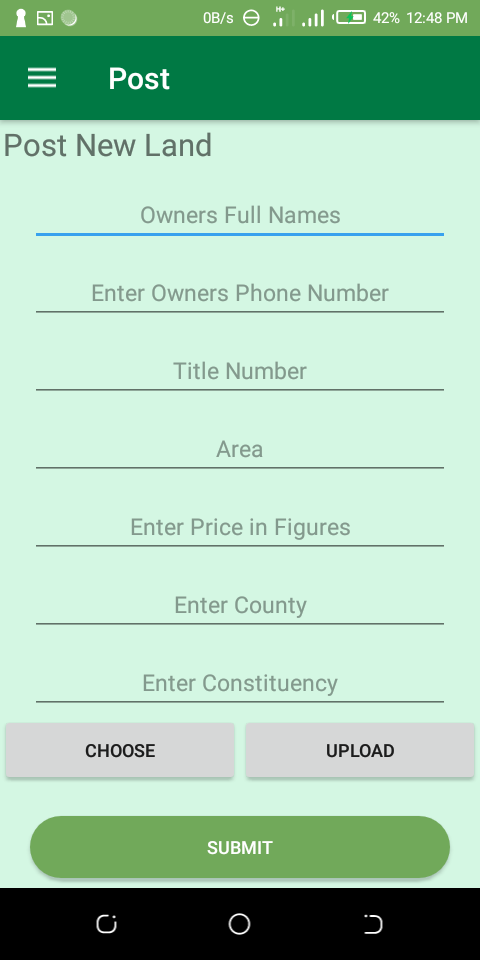 0B/s H+ 42% 12:48 PM
Post
Post New Land
Owners Full Names
Enter Owners Phone Number
Title Number
Area
Enter Price in Figures
Enter County
Enter Constituency
CHOOSE UPLOAD
SUBMIT